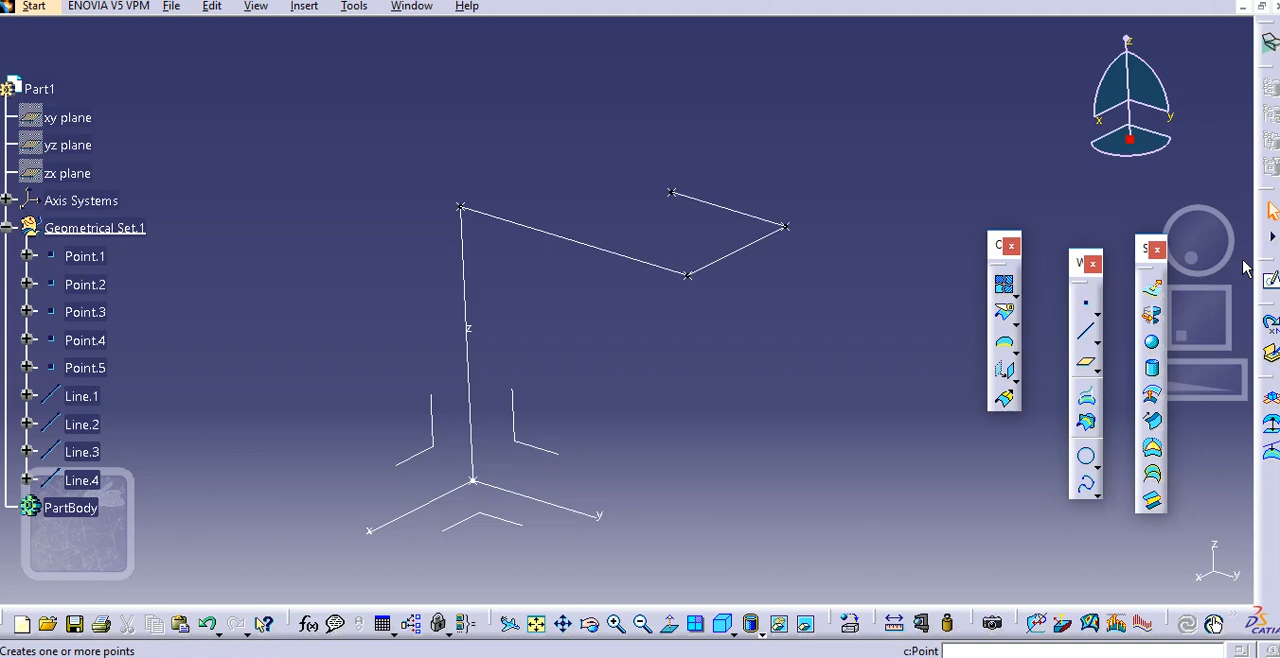 Start ENOVIA V5 VPM File Edit View Insert Tools Window Help
Part1
xy plane
yz plane
zx plane
Axis Systems
Geometrical Set.1
Point.1
Point.2
Point.3
Point.4
Point.5
Line.1
Line.2
Line.3
Line.4
PartBody
z
x
y
z
x
y
C
W
S
z
x
y
f(x)
Creates one or more points
c:Point